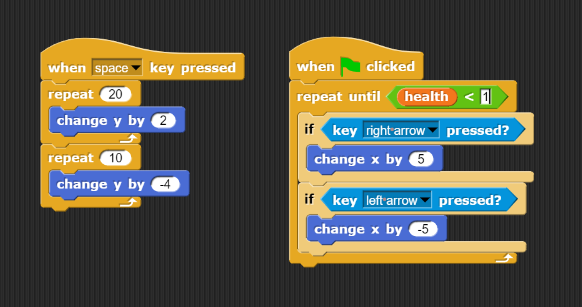 when space key pressed
repeat 20
change y by 2
repeat 10
change y by -4
when clicked
repeat until health < 1
if key right arrow pressed?
change x by 5
if key left arrow pressed?
change x by -5